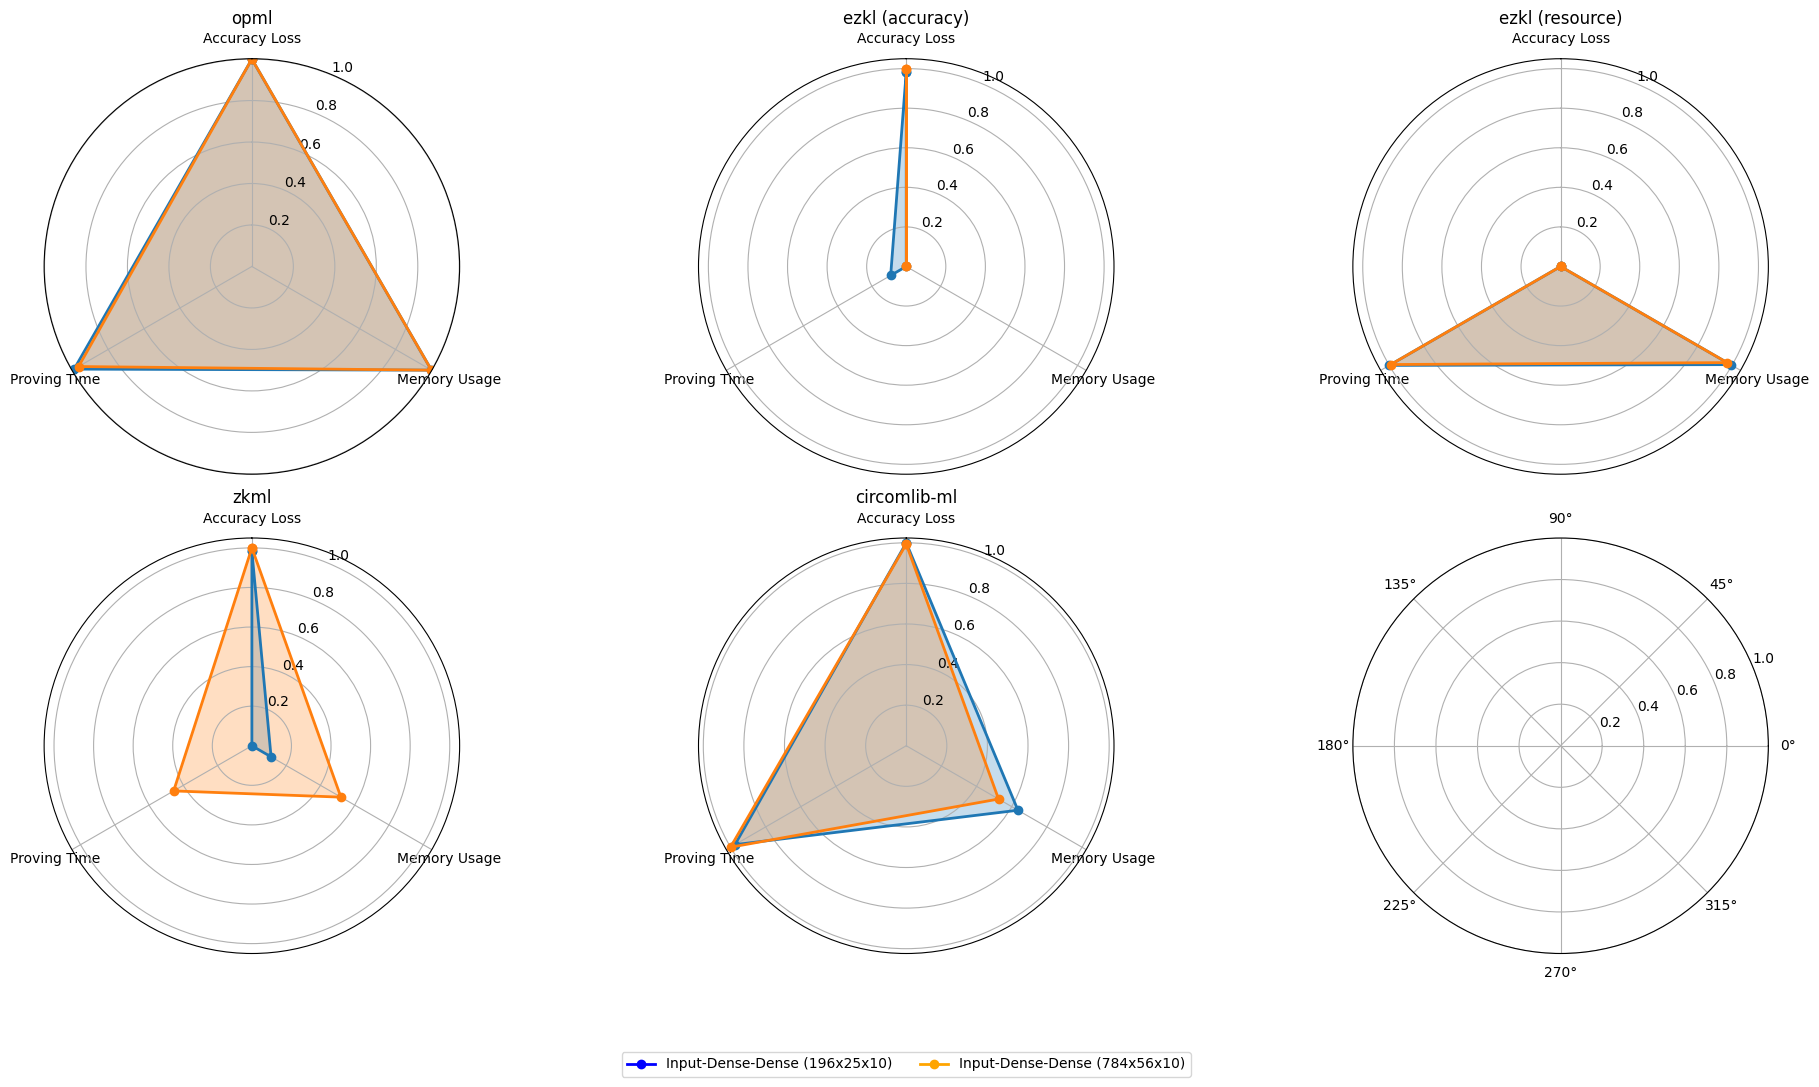 opml
Accuracy Loss
1.0
0.8
0.6
0.4
0.2
Proving Time
Memory Usage
ezkl (accuracy)
Accuracy Loss
1.0
0.8
0.6
0.4
0.2
Proving Time
Memory Usage
ezkl (resource)
Accuracy Loss
1.0
0.8
0.6
0.4
0.2
Proving Time
Memory Usage
zkml
Accuracy Loss
1.0
0.8
0.6
0.4
0.2
Proving Time
Memory Usage
circomlib-ml
Accuracy Loss
1.0
0.8
0.6
0.4
0.2
Proving Time
Memory Usage
90°
135°
45°
1.0
0.8
0.6
0.4
0.2
180°
0°
225°
315°
270°
Input-Dense-Dense (196x25x10)
Input-Dense-Dense (784x56x10)